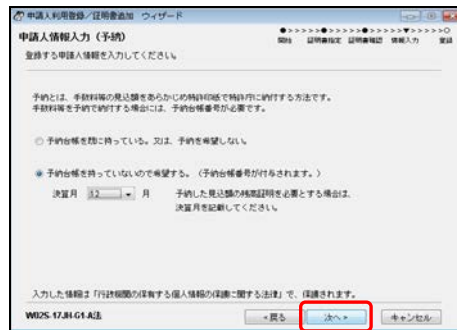 申請人利用登録／証明書追加　ウィザード
申請人情報入力（予納）
●>>>>>●>>>>>●>>>>>▼>>>>>○
開始　証明書指定　証明書確認　情報入力　登録
登録する申請人情報を入力してください。
予納とは、手数料等の見込額をあらかじめ特許印紙で特許庁に納付する方法です。
手数料等を予納で納付する場合には、予納台帳番号が必要です。
予納台帳を既に持っている。又は、予納を希望しない。
予納台帳を持っていないので希望する。（予納台帳番号が付与されます。）
決算月　12　月　予納した見込額の残高証明を必要とする場合は、
決算月を記載してください。
入力した情報は「行政機関の保有する個人情報の保護に関する法律」で、保護されます。
W02S-17JH-G1-A法　<戻る　次へ>　キャンセル